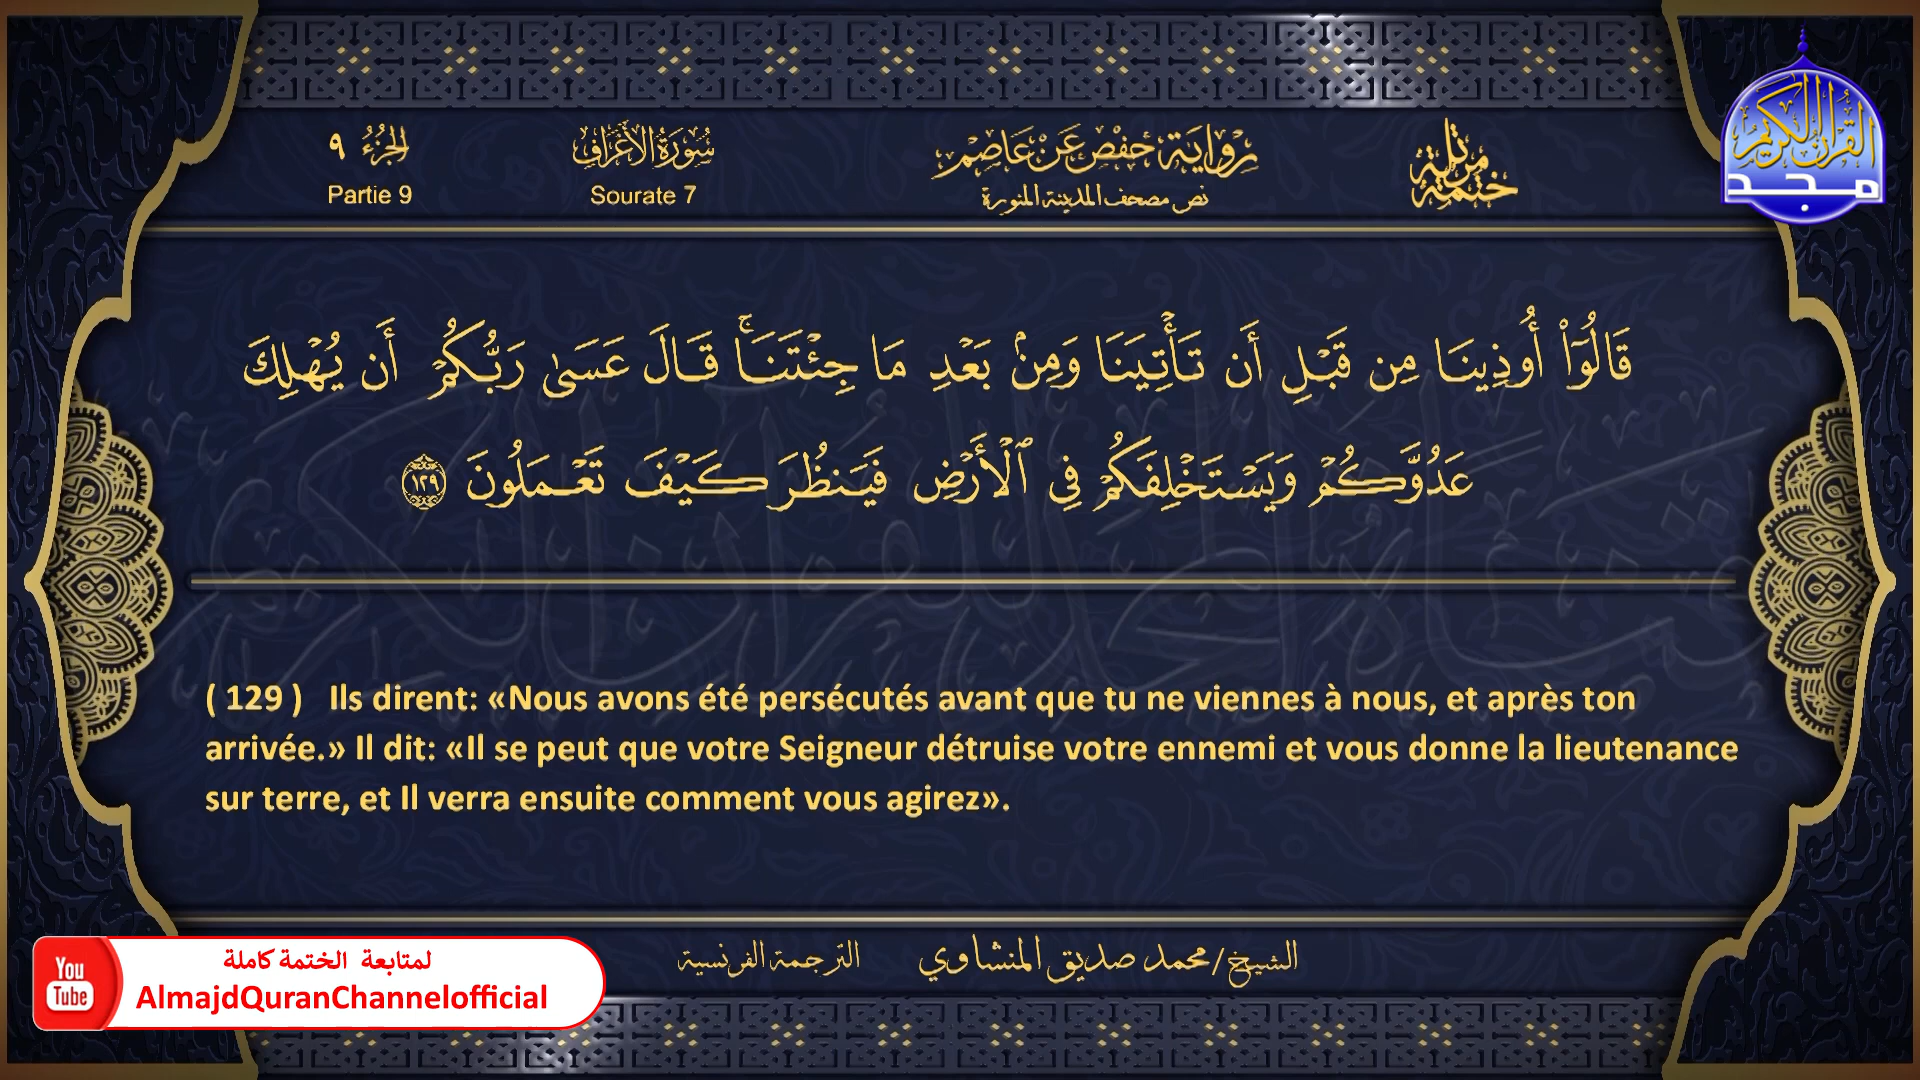 الجزء ٩
Partie 9
سورة الأعراف
Sourate 7
رواية حفص عن عاصم
نص مصحف المدينة المنورة
ختمة مرتلة
القرآن الكريم
مجد
قَالُوٓا۟ أُوذِينَا مِن قَبْلِ أَن تَأْتِيَنَا وَمِنۢ بَعْدِ مَا جِئْتَنَاۚ قَالَ عَسَىٰ رَبُّكُمْ أَن يُهْلِكَ
عَدُوَّكُمْ وَيَسْتَخْلِفَكُمْ فِي ٱلْأَرْضِ فَيَنظُرَ كَيْفَ تَعْمَلُونَ ١٢٩
( 129 ) Ils dirent: «Nous avons été persécutés avant que tu ne viennes à nous, et après ton
arrivée.» Il dit: «Il se peut que votre Seigneur détruise votre ennemi et vous donne la lieutenance
sur terre, et Il verra ensuite comment vous agirez».
الشيخ/محمد صديق المنشاوي
الترجمة الفرنسية
You
Tube
لمتابعة الختمة كاملة
AlmajdQuranChannelofficial